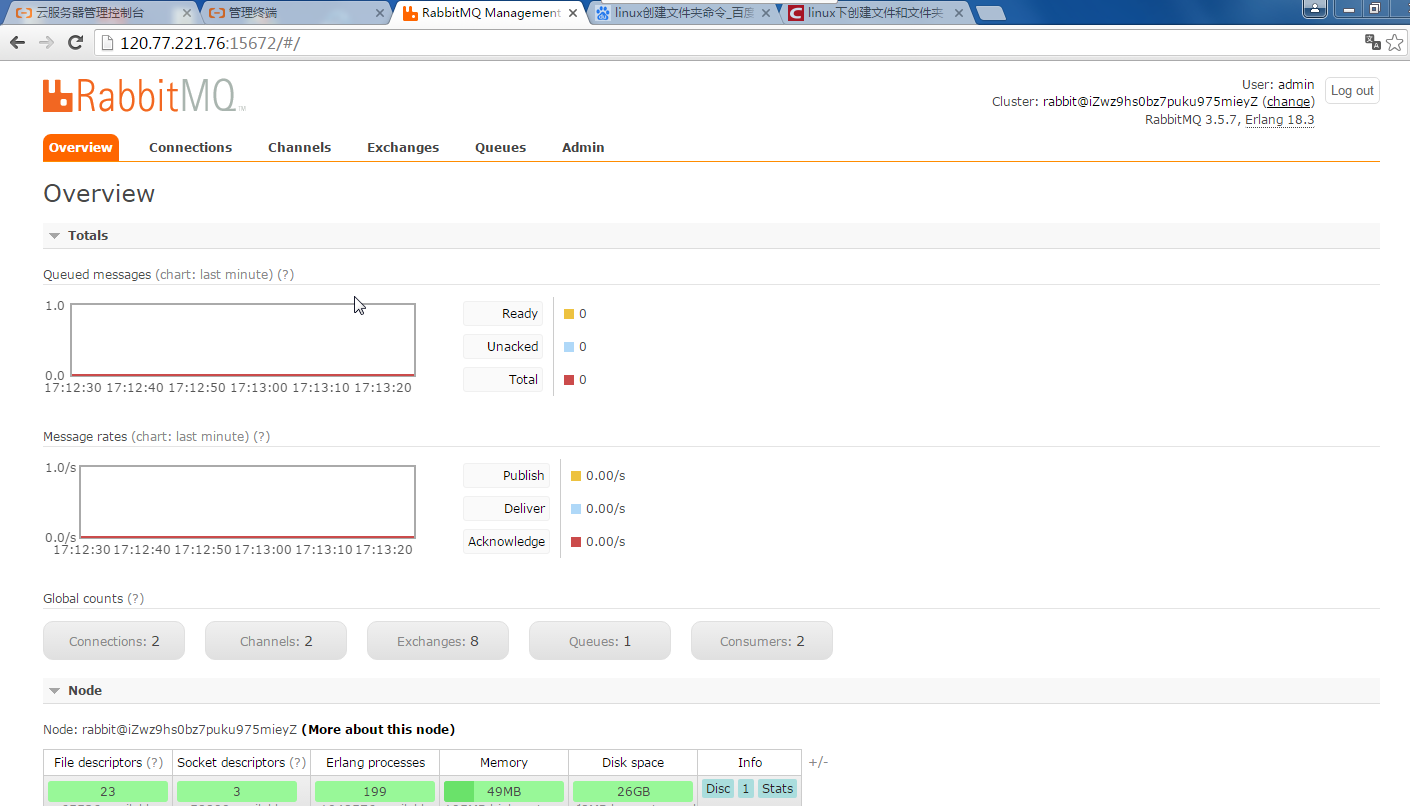 云服务器管理控制台
管理终端
RabbitMQ Management
linux创建文件夹命令_百度
linux下创建文件和文件夹
120.77.221.76:15672/#/
RabbitMQ TM
User: admin
Cluster: rabbit@iZwz9hs0bz7puku975mieyZ (change)
RabbitMQ 3.5.7, Erlang 18.3
Log out
Overview Connections Channels Exchanges Queues Admin
Overview
Totals
Queued messages (chart: last minute) (?)
1.0
0.0
17:12:30 17:12:40 17:12:50 17:13:00 17:13:10 17:13:20
Ready 0
Unacked 0
Total 0
Message rates (chart: last minute) (?)
1.0/s
0.0/s
17:12:30 17:12:40 17:12:50 17:13:00 17:13:10 17:13:20
Publish 0.00/s
Deliver 0.00/s
Acknowledge 0.00/s
Global counts (?)
Connections: 2 Channels: 2 Exchanges: 8 Queues: 1 Consumers: 2
Node
Node: rabbit@iZwz9hs0bz7puku975mieyZ (More about this node)
File descriptors (?) Socket descriptors (?) Erlang processes Memory Disk space Info +/-
23 3 199 49MB 26GB Disc 1 Stats